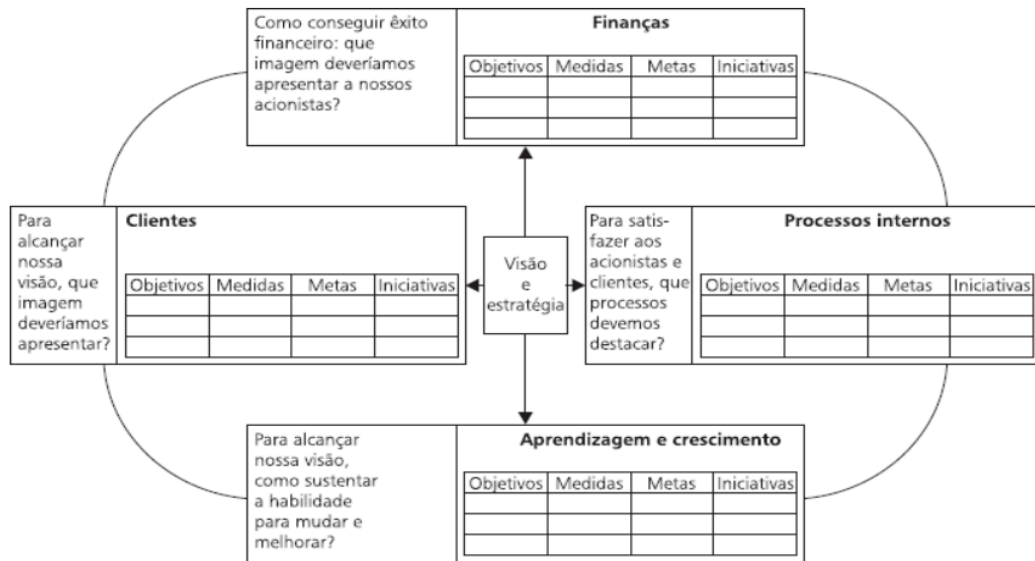 Como conseguir êxito
financeiro: que
imagem deveríamos
apresentar a nossos
acionistas?
Finanças
Objetivos Medidas Metas Iniciativas
Para
alcançar
nossa
visão, que
imagem
deveríamos
apresentar?
Clientes
Objetivos Medidas Metas Iniciativas
Visão
e
estratégia
Para satis-
fazer aos
acionistas e
clientes, que
processos
devemos
destacar?
Processos internos
Objetivos Medidas Metas Iniciativas
Para alcançar
nossa visão,
como sustentar
a habilidade
para mudar e
melhorar?
Aprendizagem e crescimento
Objetivos Medidas Metas Iniciativas